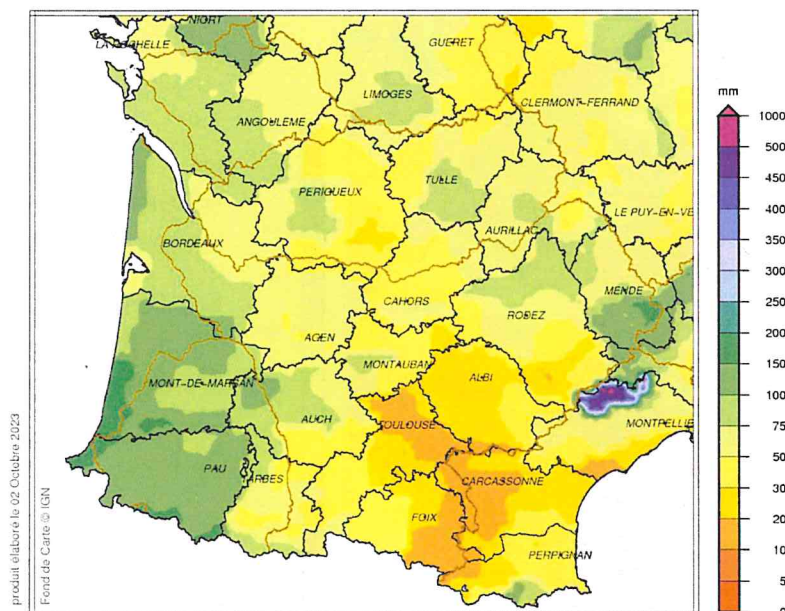 NIORT
LA ROCHELLE
GUERET
LIMOGES
CLERMONT-FERRAND
ANGOULEME
PERIGUEUX
TULLE
LE PUY-EN-VE
AURILLAC
BORDEAUX
MENDE
CAHORS
RODEZ
AGEN
MONTAUBAN
ALBI
MONT-DE-MARSAN
AUCH
TOULOUSE
MONTPELLIE
PAU
TARBES
CARCASSONNE
FOIX
PERPIGNAN
mm
1000
500
450
350
300
250
200
150
100
75
50
30
20
10
5
0
produit élaboré le 02 Octobre 2023
Fond de Carte © IGN